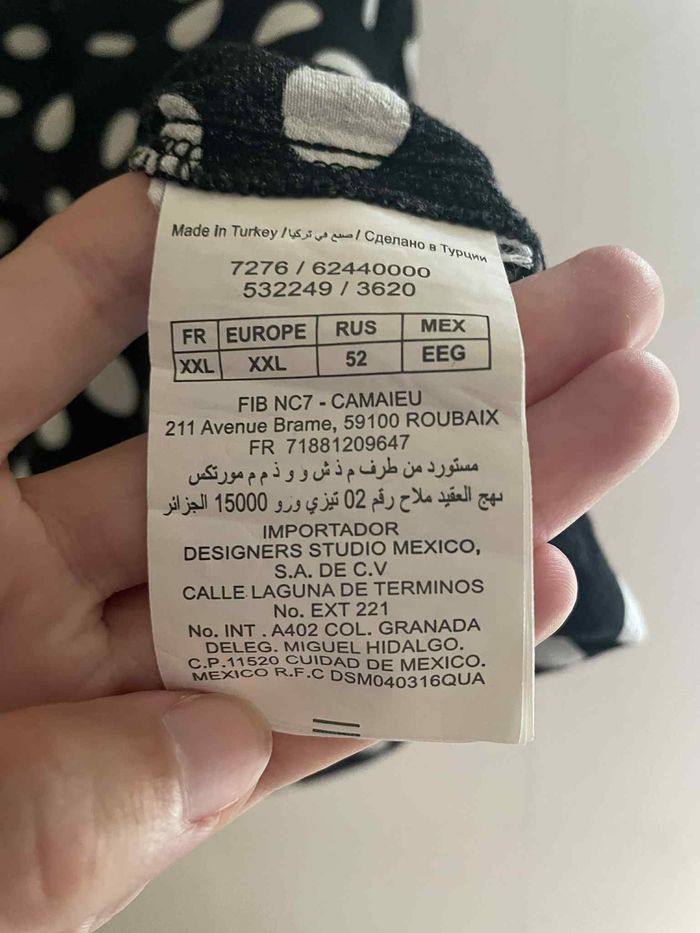 Made In Turkey / صنع في تركيا / Сделано в Турции
7276 / 62440000
532249 / 3620
FR EUROPE RUS MEX
XXL XXL 52 EEG
FIB NC7 - CAMAIEU
211 Avenue Brame, 59100 ROUBAIX
FR 71881209647
مستورد من طرف م ذ ش و و ذ م م مورتكس
نهج العقيد ملاح رقم 02 تيزي وزو 15000 الجزائر
IMPORTADOR
DESIGNERS STUDIO MEXICO,
S.A. DE C.V
CALLE LAGUNA DE TERMINOS
No. EXT 221
No. INT . A402 COL. GRANADA
DELEG. MIGUEL HIDALGO.
C.P.11520 CUIDAD DE MEXICO.
MEXICO R.F.C DSM040316QUA